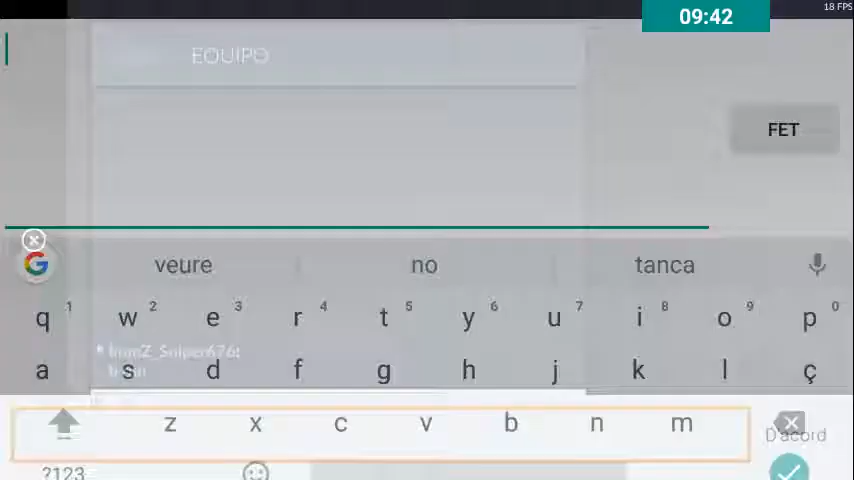 18 FPS
09:42
EQUIPO
FET
veure no tanca
q 1 w 2 e 3 r 4 t 5 y 6 u 7 i 8 o 9 p 0
a s d f g h j k l ç
z x c v b n m
D'acord
?123